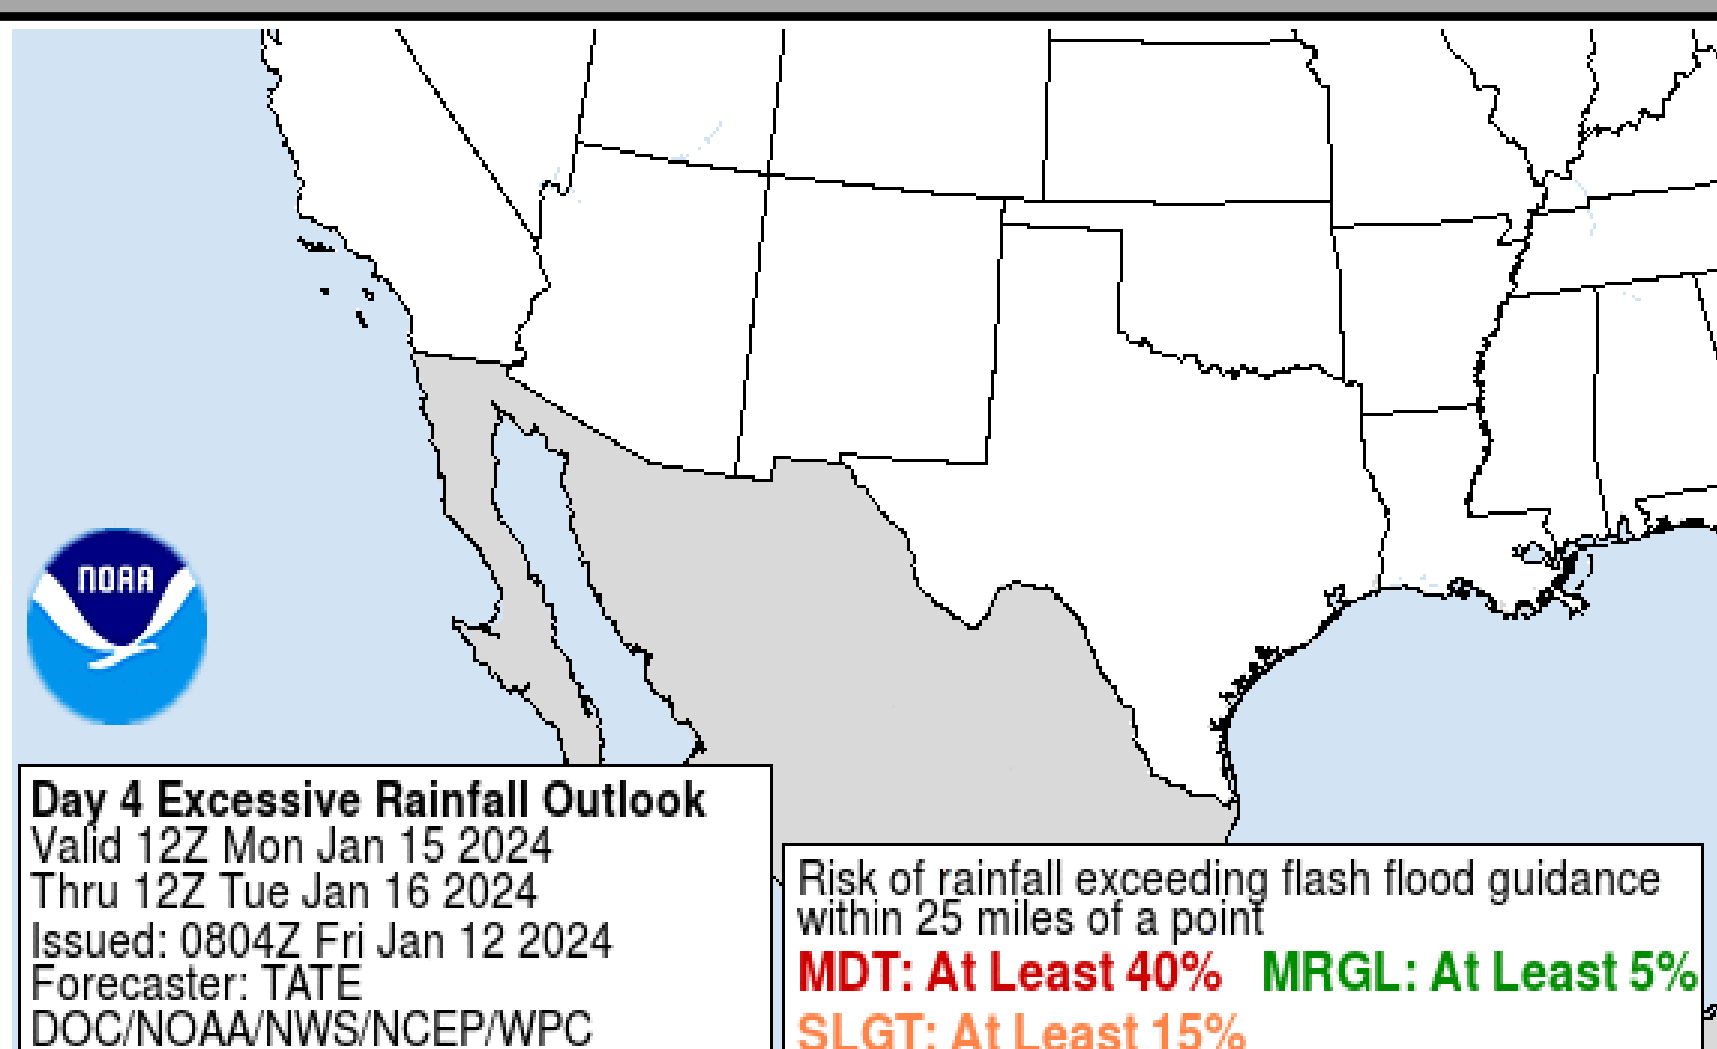 NOAA
Day 4 Excessive Rainfall Outlook
Valid 12Z Mon Jan 15 2024
Thru 12Z Tue Jan 16 2024
Issued: 0804Z Fri Jan 12 2024
Forecaster: TATE
DOC/NOAA/NWS/NCEP/WPC
Risk of rainfall exceeding flash flood guidance
within 25 miles of a point
MDT: At Least 40% MRGL: At Least 5%
SLGT: At Least 15%